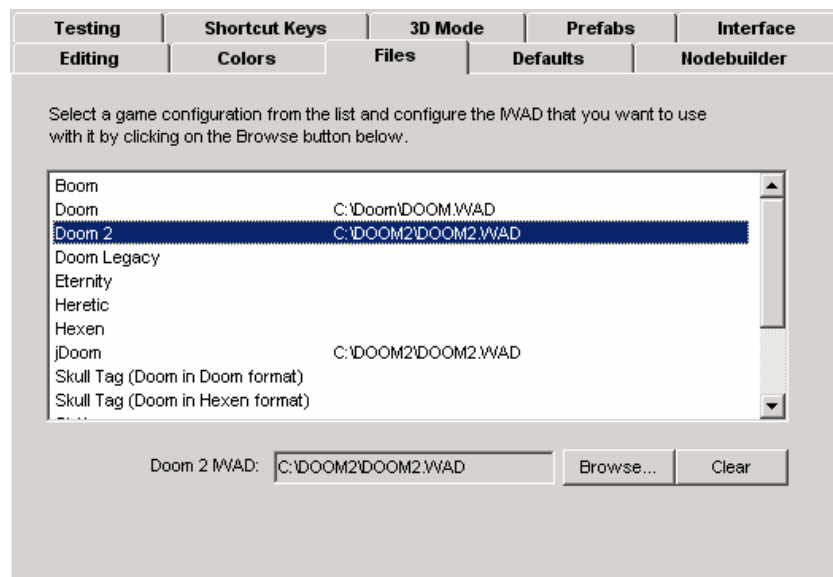 Testing Shortcut Keys 3D Mode Prefabs Interface
Editing Colors Files Defaults Nodebuilder
Select a game configuration from the list and configure the IWAD that you want to use
with it by clicking on the Browse button below.
Boom
Doom C:\Doom\DOOM.WAD
Doom 2 C:\DOOM2\DOOM2.WAD
Doom Legacy
Eternity
Heretic
Hexen
jDoom C:\DOOM2\DOOM2.WAD
Skull Tag (Doom in Doom format)
Skull Tag (Doom in Hexen format)
Doom 2 IWAD: C:\DOOM2\DOOM2.WAD Browse... Clear